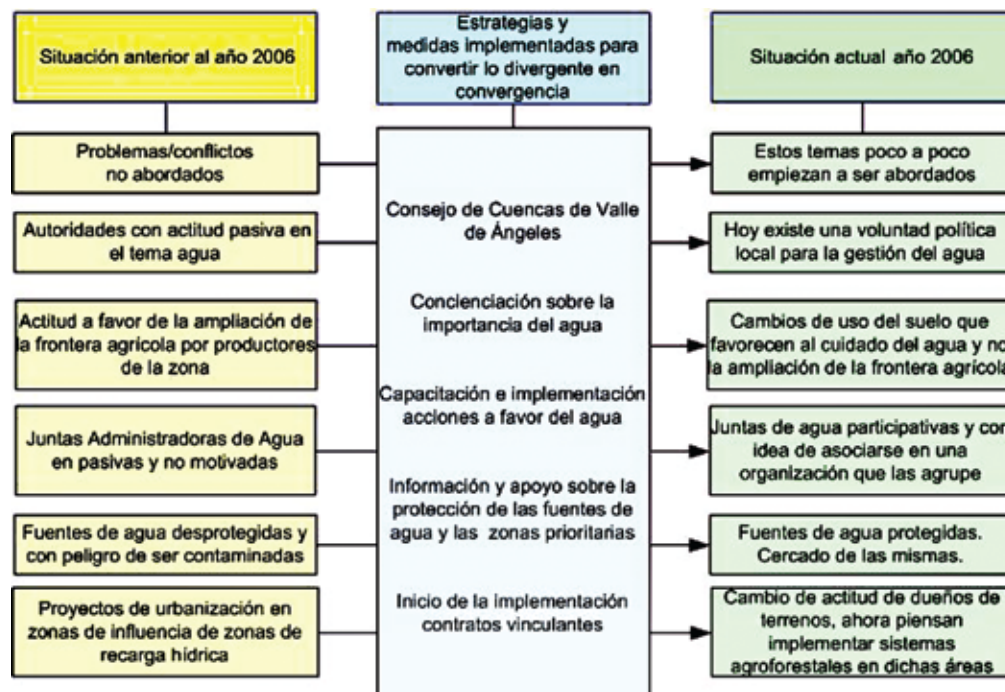 Situación anterior al año 2006
Estrategias y
medidas implementadas para
convertir lo divergente en
convergencia
Situación actual año 2006
Problemas/conflictos
no abordados
Autoridades con actitud pasiva en
el tema agua
Actitud a favor de la ampliación de
la frontera agrícola por productores
de la zona
Juntas Administradoras de Agua
en pasivas y no motivadas
Fuentes de agua desprotegidas y
con peligro de ser contaminadas
Proyectos de urbanización en
zonas de influencia de zonas de
recarga hídrica
Consejo de Cuencas de Valle
de Ángeles
Concienciación sobre la
importancia del agua
Capacitación e implementación
acciones a favor del agua
Información y apoyo sobre la
protección de las fuentes de
agua y las zonas prioritarias
Inicio de la implementación
contratos vinculantes
Estos temas poco a poco
empiezan a ser abordados
Hoy existe una voluntad política
local para la gestión del agua
Cambios de uso del suelo que
favorecen al cuidado del agua y no
la ampliación de la frontera agrícola
Juntas de agua participativas y con
idea de asociarse en una
organización que las agrupe
Fuentes de agua protegidas.
Cercado de las mismas.
Cambio de actitud de dueños de
terrenos, ahora piensan
implementar sistemas
agroforestales en dichas áreas